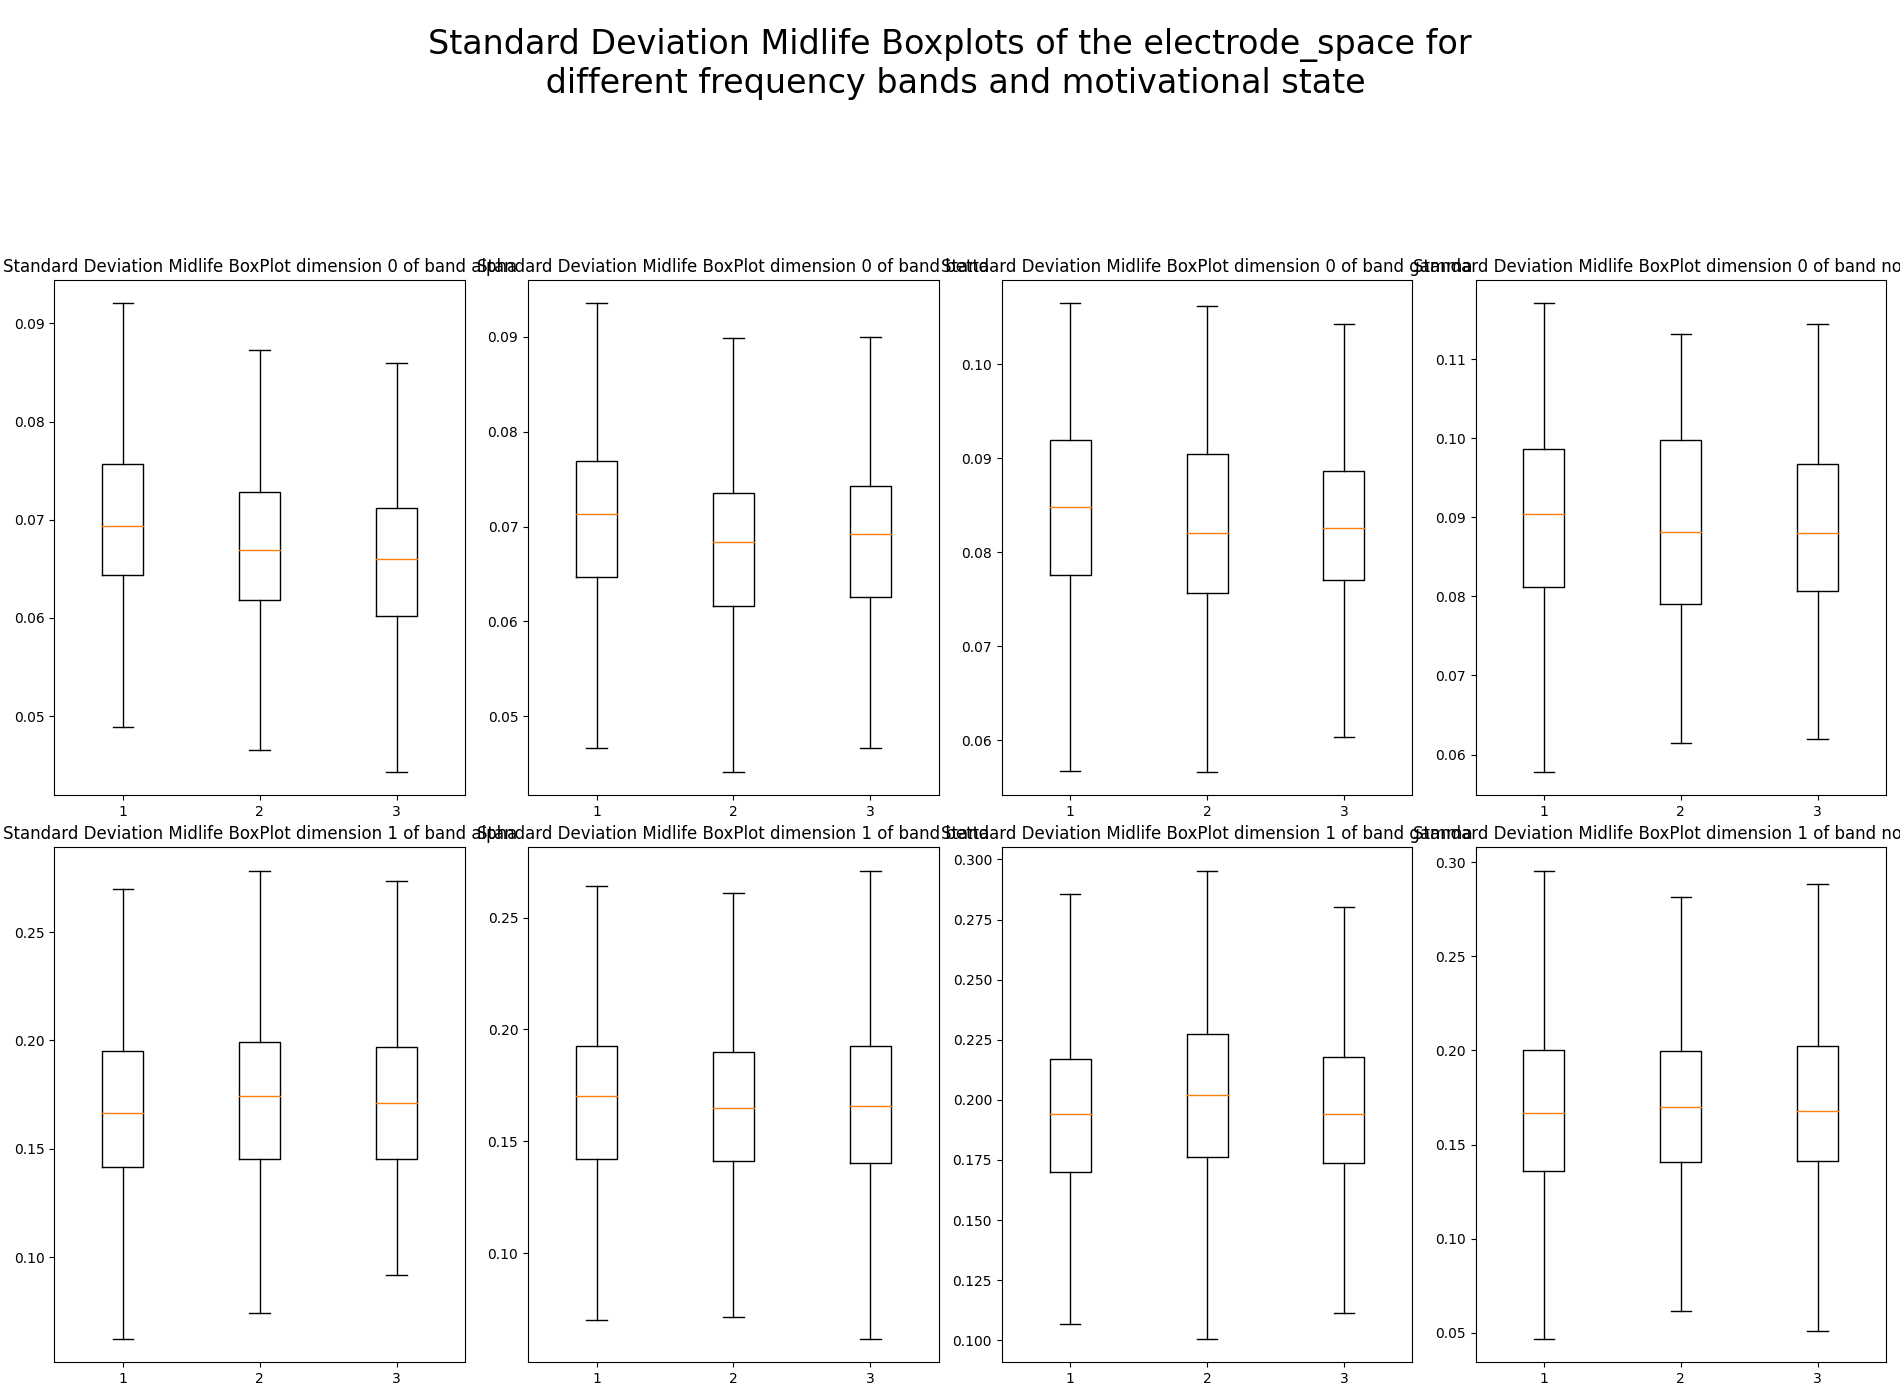 Standard Deviation Midlife Boxplots of the electrode_space for
different frequency bands and motivational state
Standard Deviation Midlife BoxPlot dimension 0 of band alpha
Standard Deviation Midlife BoxPlot dimension 0 of band betta
Standard Deviation Midlife BoxPlot dimension 0 of band gamma
Standard Deviation Midlife BoxPlot dimension 0 of band no
0.09
0.08
0.07
0.06
0.05
1 2 3
0.09
0.08
0.07
0.06
0.05
1 2 3
0.10
0.09
0.08
0.07
0.06
1 2 3
0.11
0.10
0.09
0.08
0.07
0.06
1 2 3
Standard Deviation Midlife BoxPlot dimension 1 of band alpha
Standard Deviation Midlife BoxPlot dimension 1 of band betta
Standard Deviation Midlife BoxPlot dimension 1 of band gamma
Standard Deviation Midlife BoxPlot dimension 1 of band no
0.25
0.20
0.15
0.10
1 2 3
0.25
0.20
0.15
0.10
1 2 3
0.300
0.275
0.250
0.225
0.200
0.175
0.150
0.125
0.100
1 2 3
0.30
0.25
0.20
0.15
0.10
0.05
1 2 3